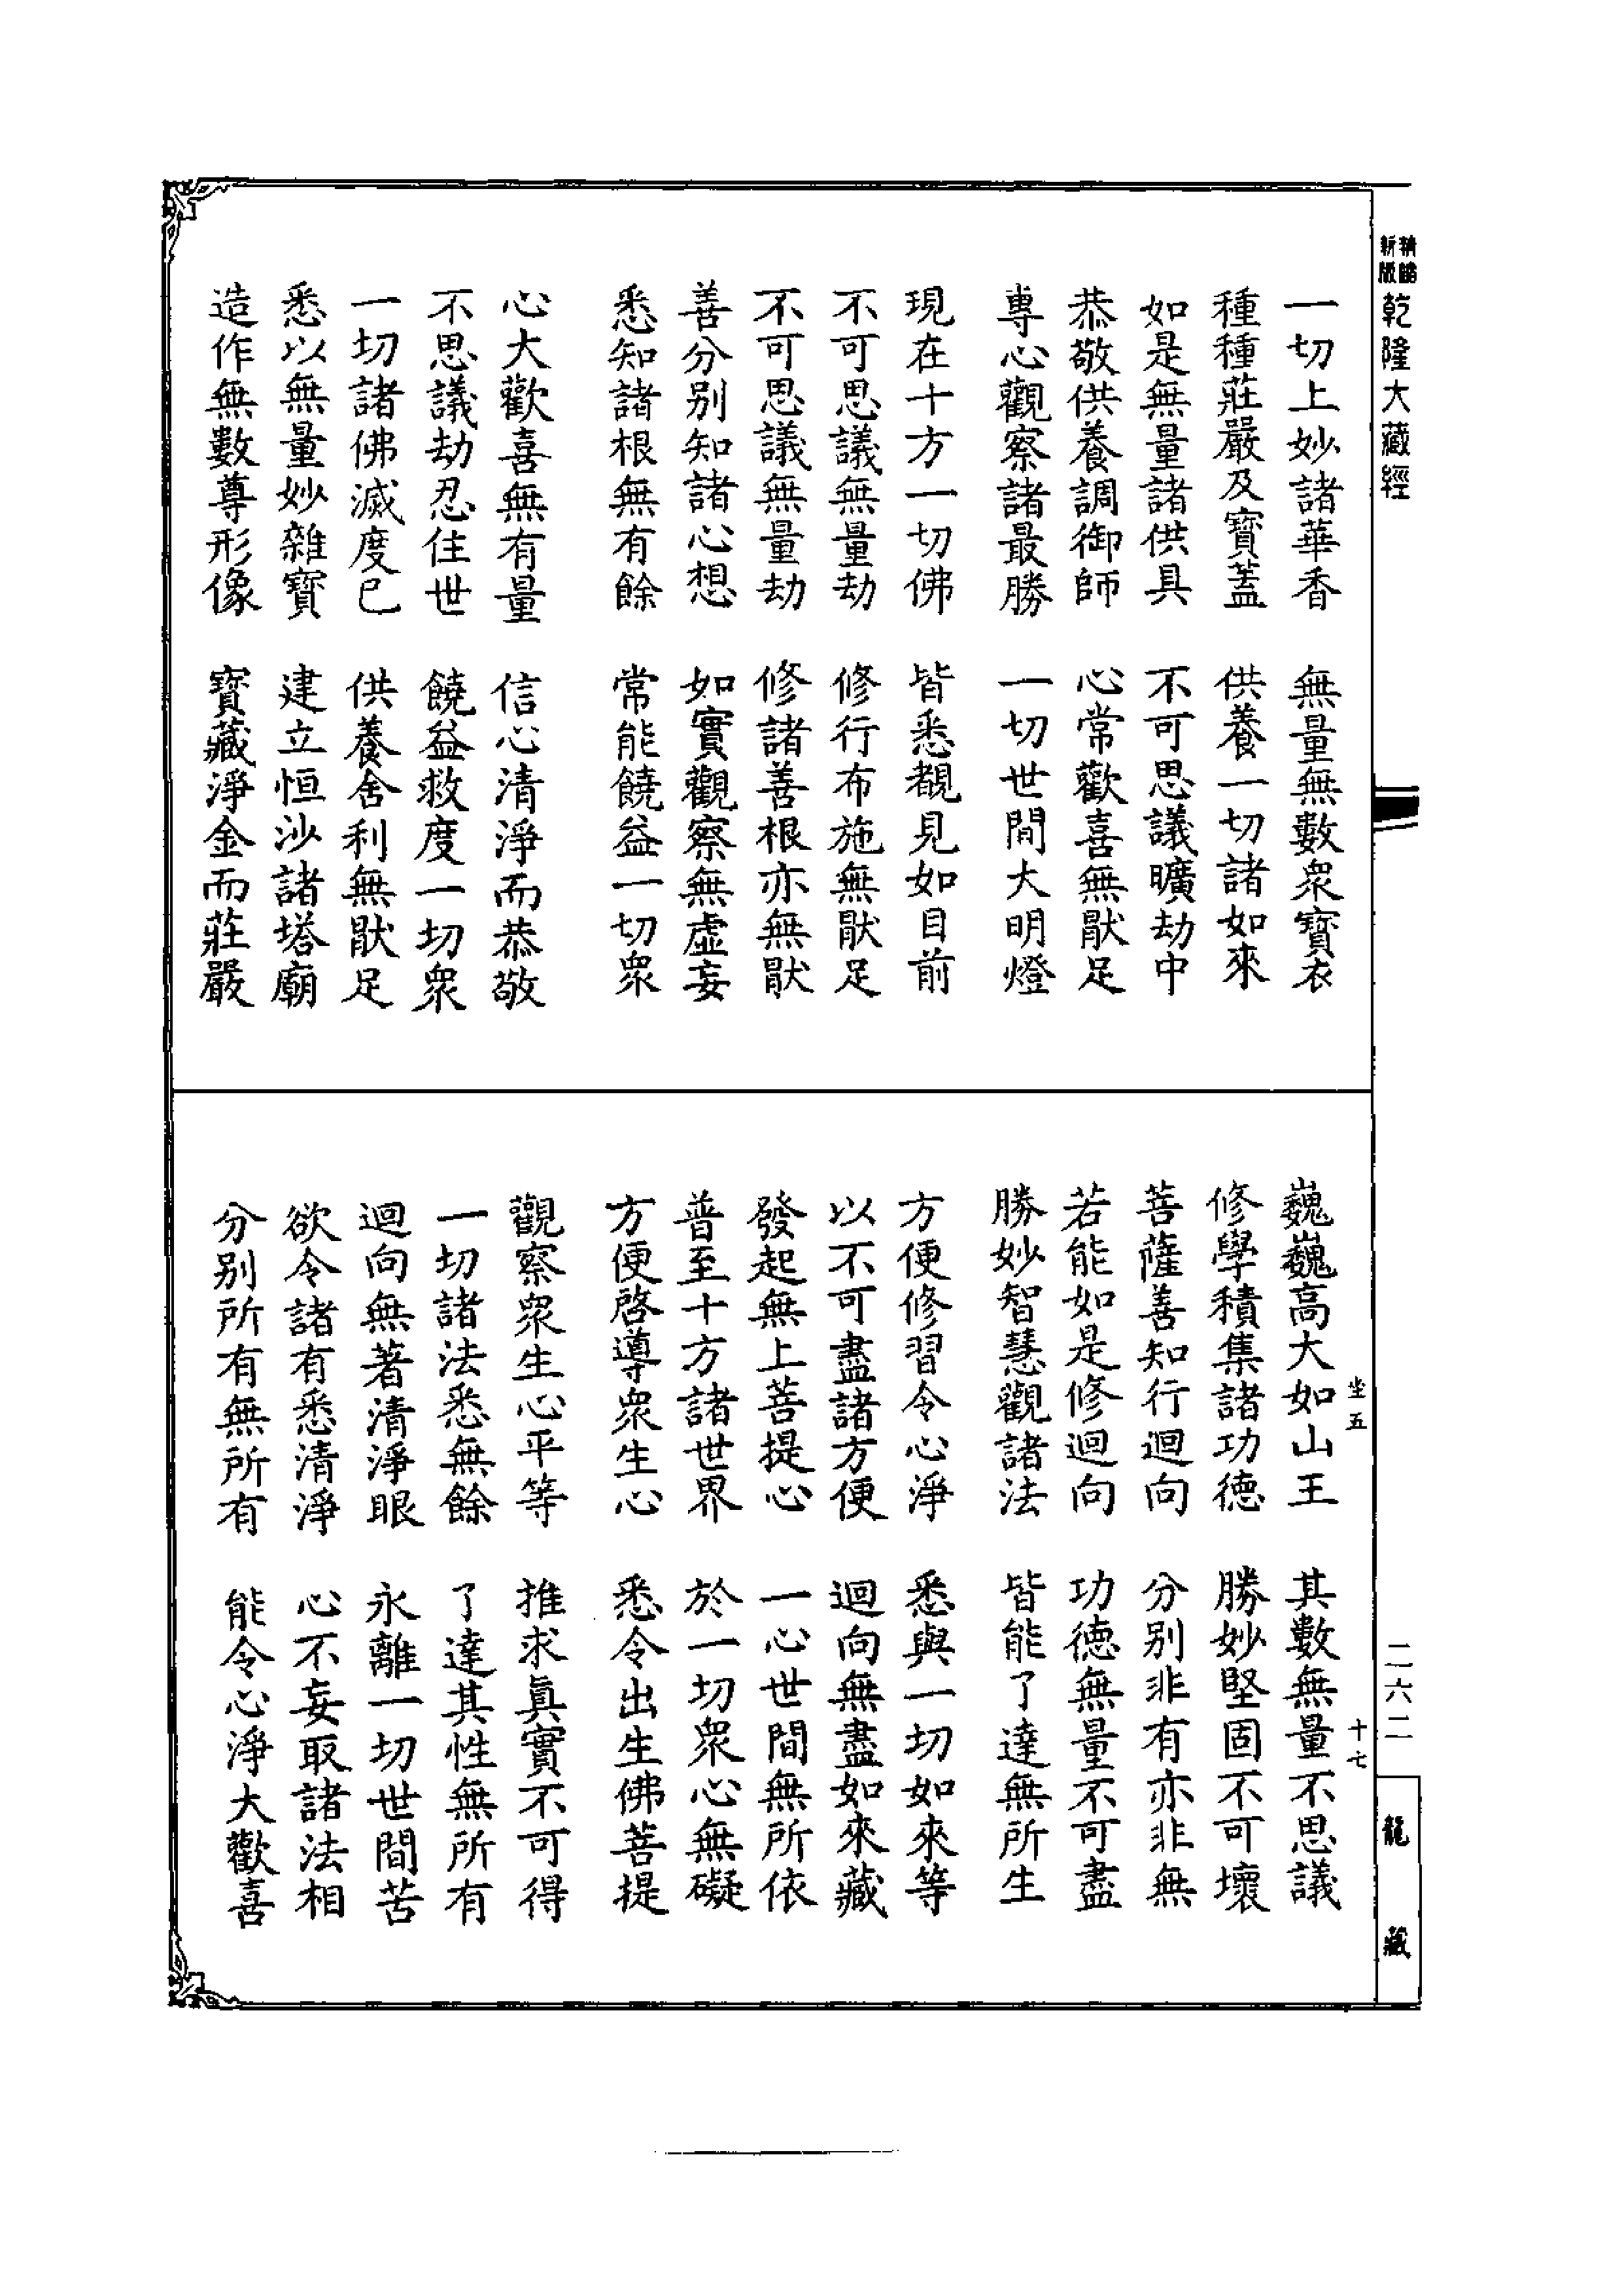 新版
乾隆大藏經
一切上妙諸華香　無量無數衆寶衣
種種莊嚴及寶蓋　供養一切諸如來
如是無量諸供具　不可思議曠劫中
恭敬供養調御師　心常歡喜無猒足
專心觀察諸最勝　一切世間大明燈
現在十方一切佛　皆悉覩見如目前
不可思議無量劫　修行布施無猒足
不可思議無量劫　修諸善根亦無猒
善分别知諸心想　如實觀察無虛妄
悉知諸根無有餘　常能饒益一切衆
心大歡喜無有量　信心清淨而恭敬
不思議劫忍住世　饒益救度一切衆
一切諸佛滅度已　供養舍利無猒足
悉以無量妙雜寶　建立恒沙諸塔廟
造作無數尊形像　寶藏淨金而莊嚴
巍巍高大如山王　其數無量不思議
修學積集諸功德　勝妙堅固不可壞
菩薩善知行迴向　分别非有亦非無
若能如是修迴向　功德無量不可盡
勝妙智慧觀諸法　皆能了達無所生
方便修習令心淨　悉與一切如來等
以不可盡諸方便　迴向無盡如來藏
發起無上菩提心　一心世間無所依
普至十方諸世界　於一切衆心無礙
方便啓導衆生心　悉令出生佛菩提
觀察衆生心平等　推求眞實不可得
一切諸法悉無餘　了達其性無所有
迴向無著清淨眼　永離一切世間苦
欲令諸有悉清淨　心不妄取諸法相
分别所有無所有　能令心淨大歡喜
坐五
十七
二六二
龍藏